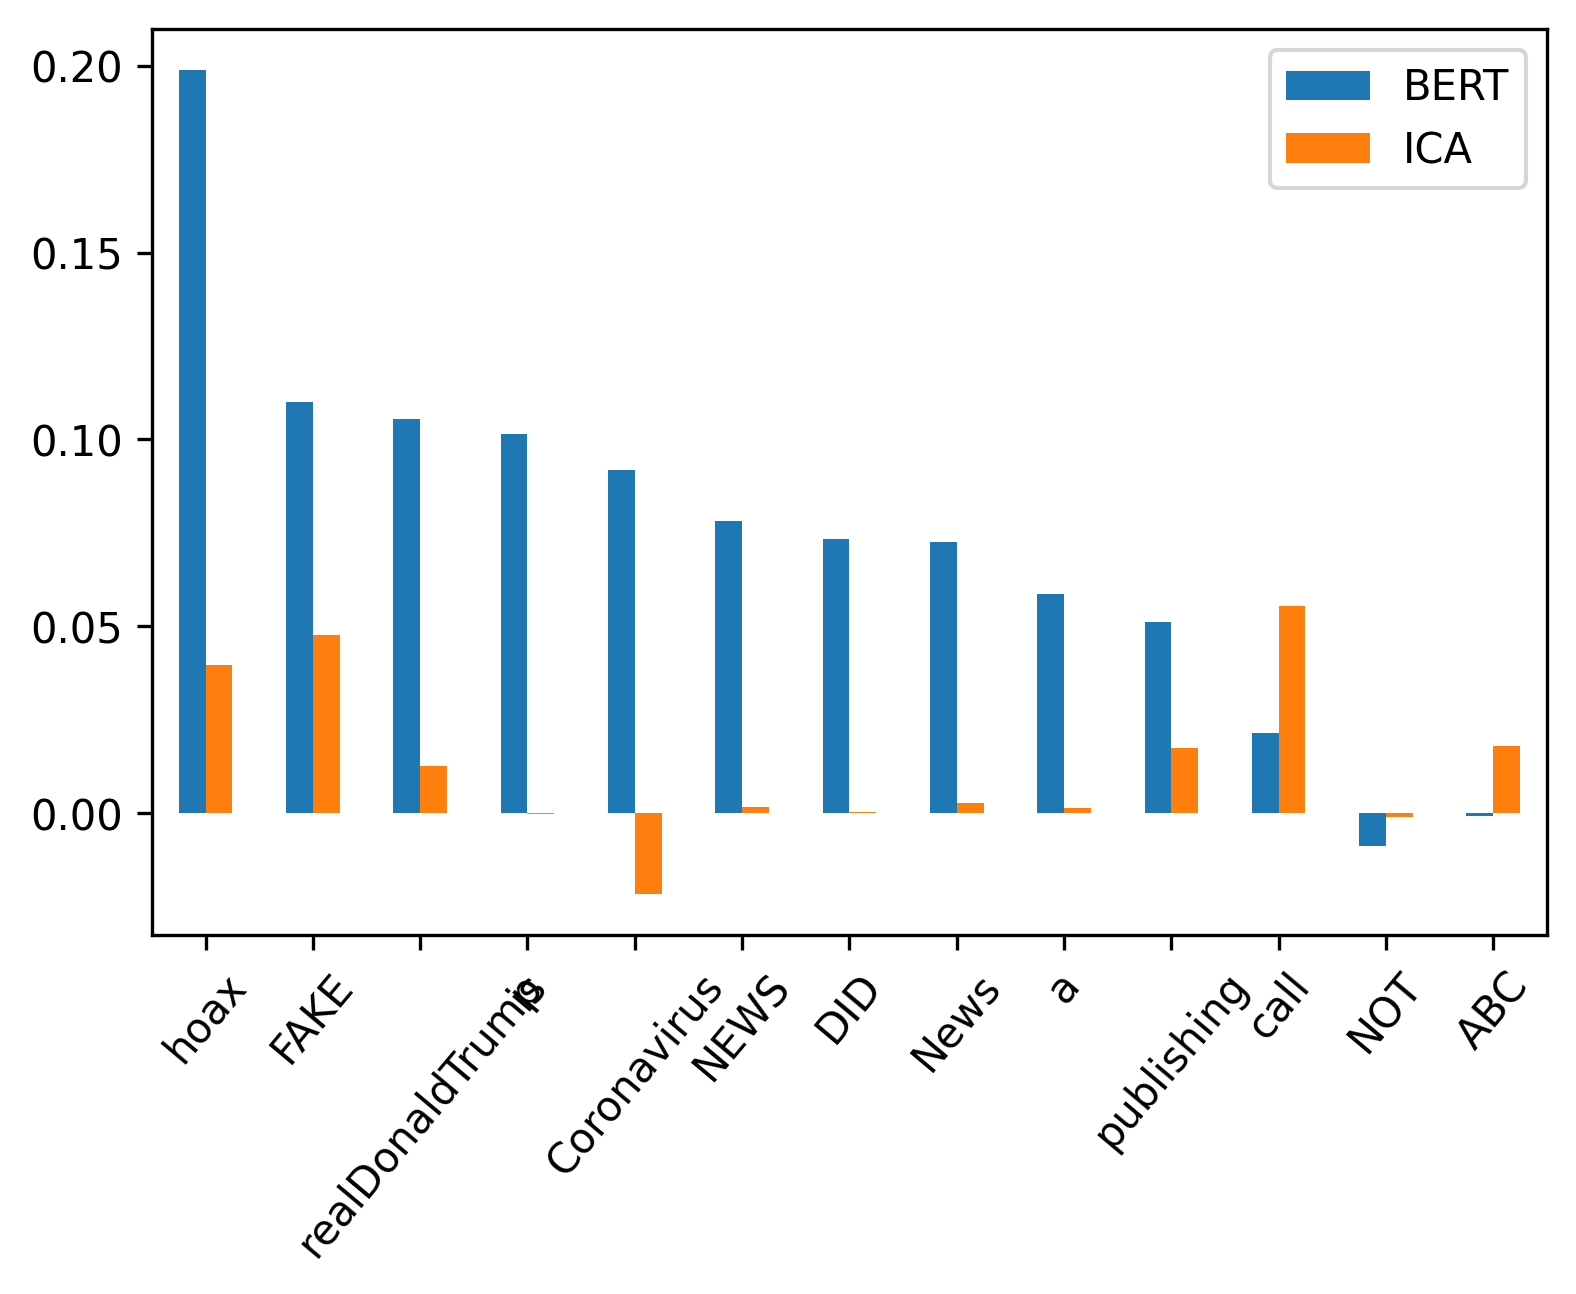 BERT
ICA
0.20
0.15
0.10
0.05
0.00
hoax
FAKE
realDonaldTrump
is
Coronavirus
NEWS
DID
News
a
publishing
call
NOT
ABC